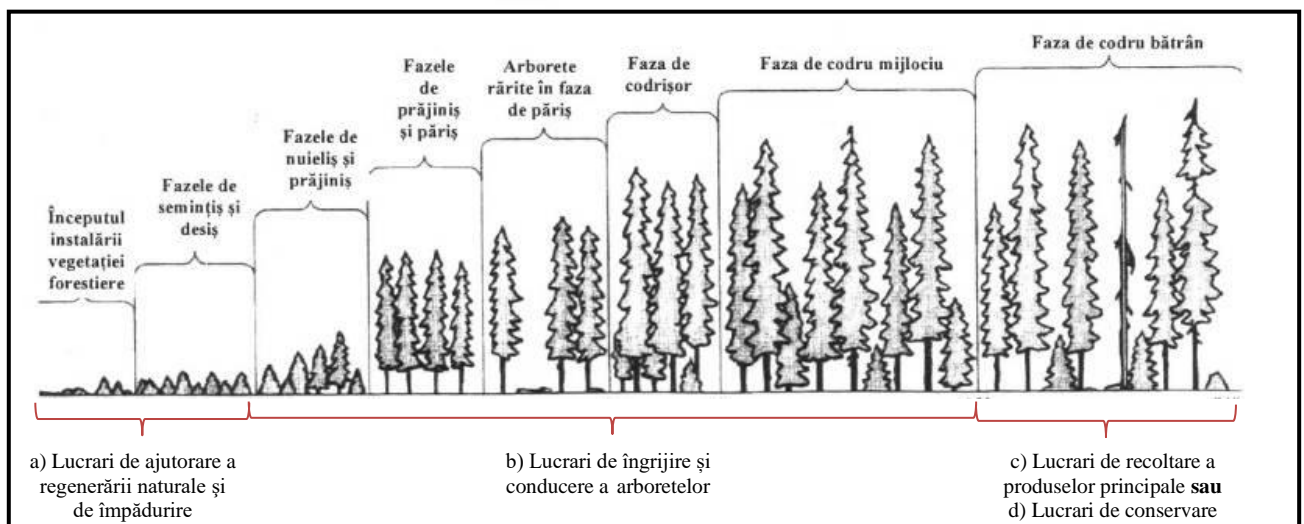 Începutul
instalării
vegetației
forestiere
Fazele de
semințiș și
desiș
Fazele de
nuieliș și
prăjiniș
Fazele
de
prăjiniș
și păriș
Arborete
rărite în faza
de păriș
Faza de
codrișor
Faza de codru mijlociu
Faza de codru bătrân
a) Lucrari de ajutorare a
regenerării naturale și
de împădurire
b) Lucrari de îngrijire și
conducere a arboretelor
c) Lucrari de recoltare a
produselor principale sau
d) Lucrari de conservare